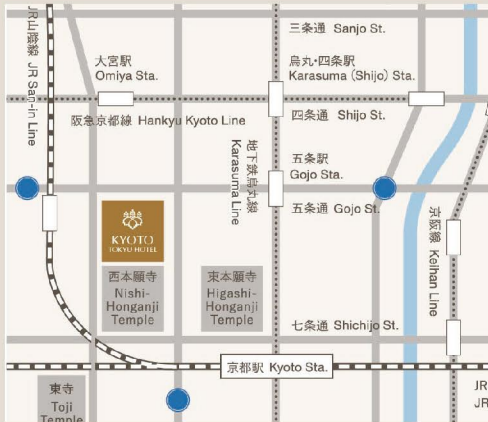 三条通 Sanjo St.
JR山陰線 JR San-in Line
大宮駅
Omiya Sta.
烏丸・四条駅
Karasuma (Shijo) Sta.
阪急京都線 Hankyu Kyoto Line
四条通 Shijo St.
地下鉄烏丸線
Karasuma Line
五条駅
Gojo Sta.
五条通 Gojo St.
京阪線 Keihan Line
KYOTO
TOKYU HOTEL
西本願寺
Nishi-
Honganji
Temple
東本願寺
Higashi-
Honganji
Temple
七条通 Shichijo St.
京都駅 Kyoto Sta.
東寺
Toji
Temple
JR
JR